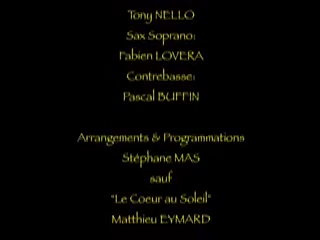 Tony NELLO
Sax Soprano:
Fabien LOVERA
Contrebasse:
Pascal BUFFIN
Arrangements & Programmations
Stéphane MAS
sauf
"Le Coeur au Soleil"
Matthieu EYMARD